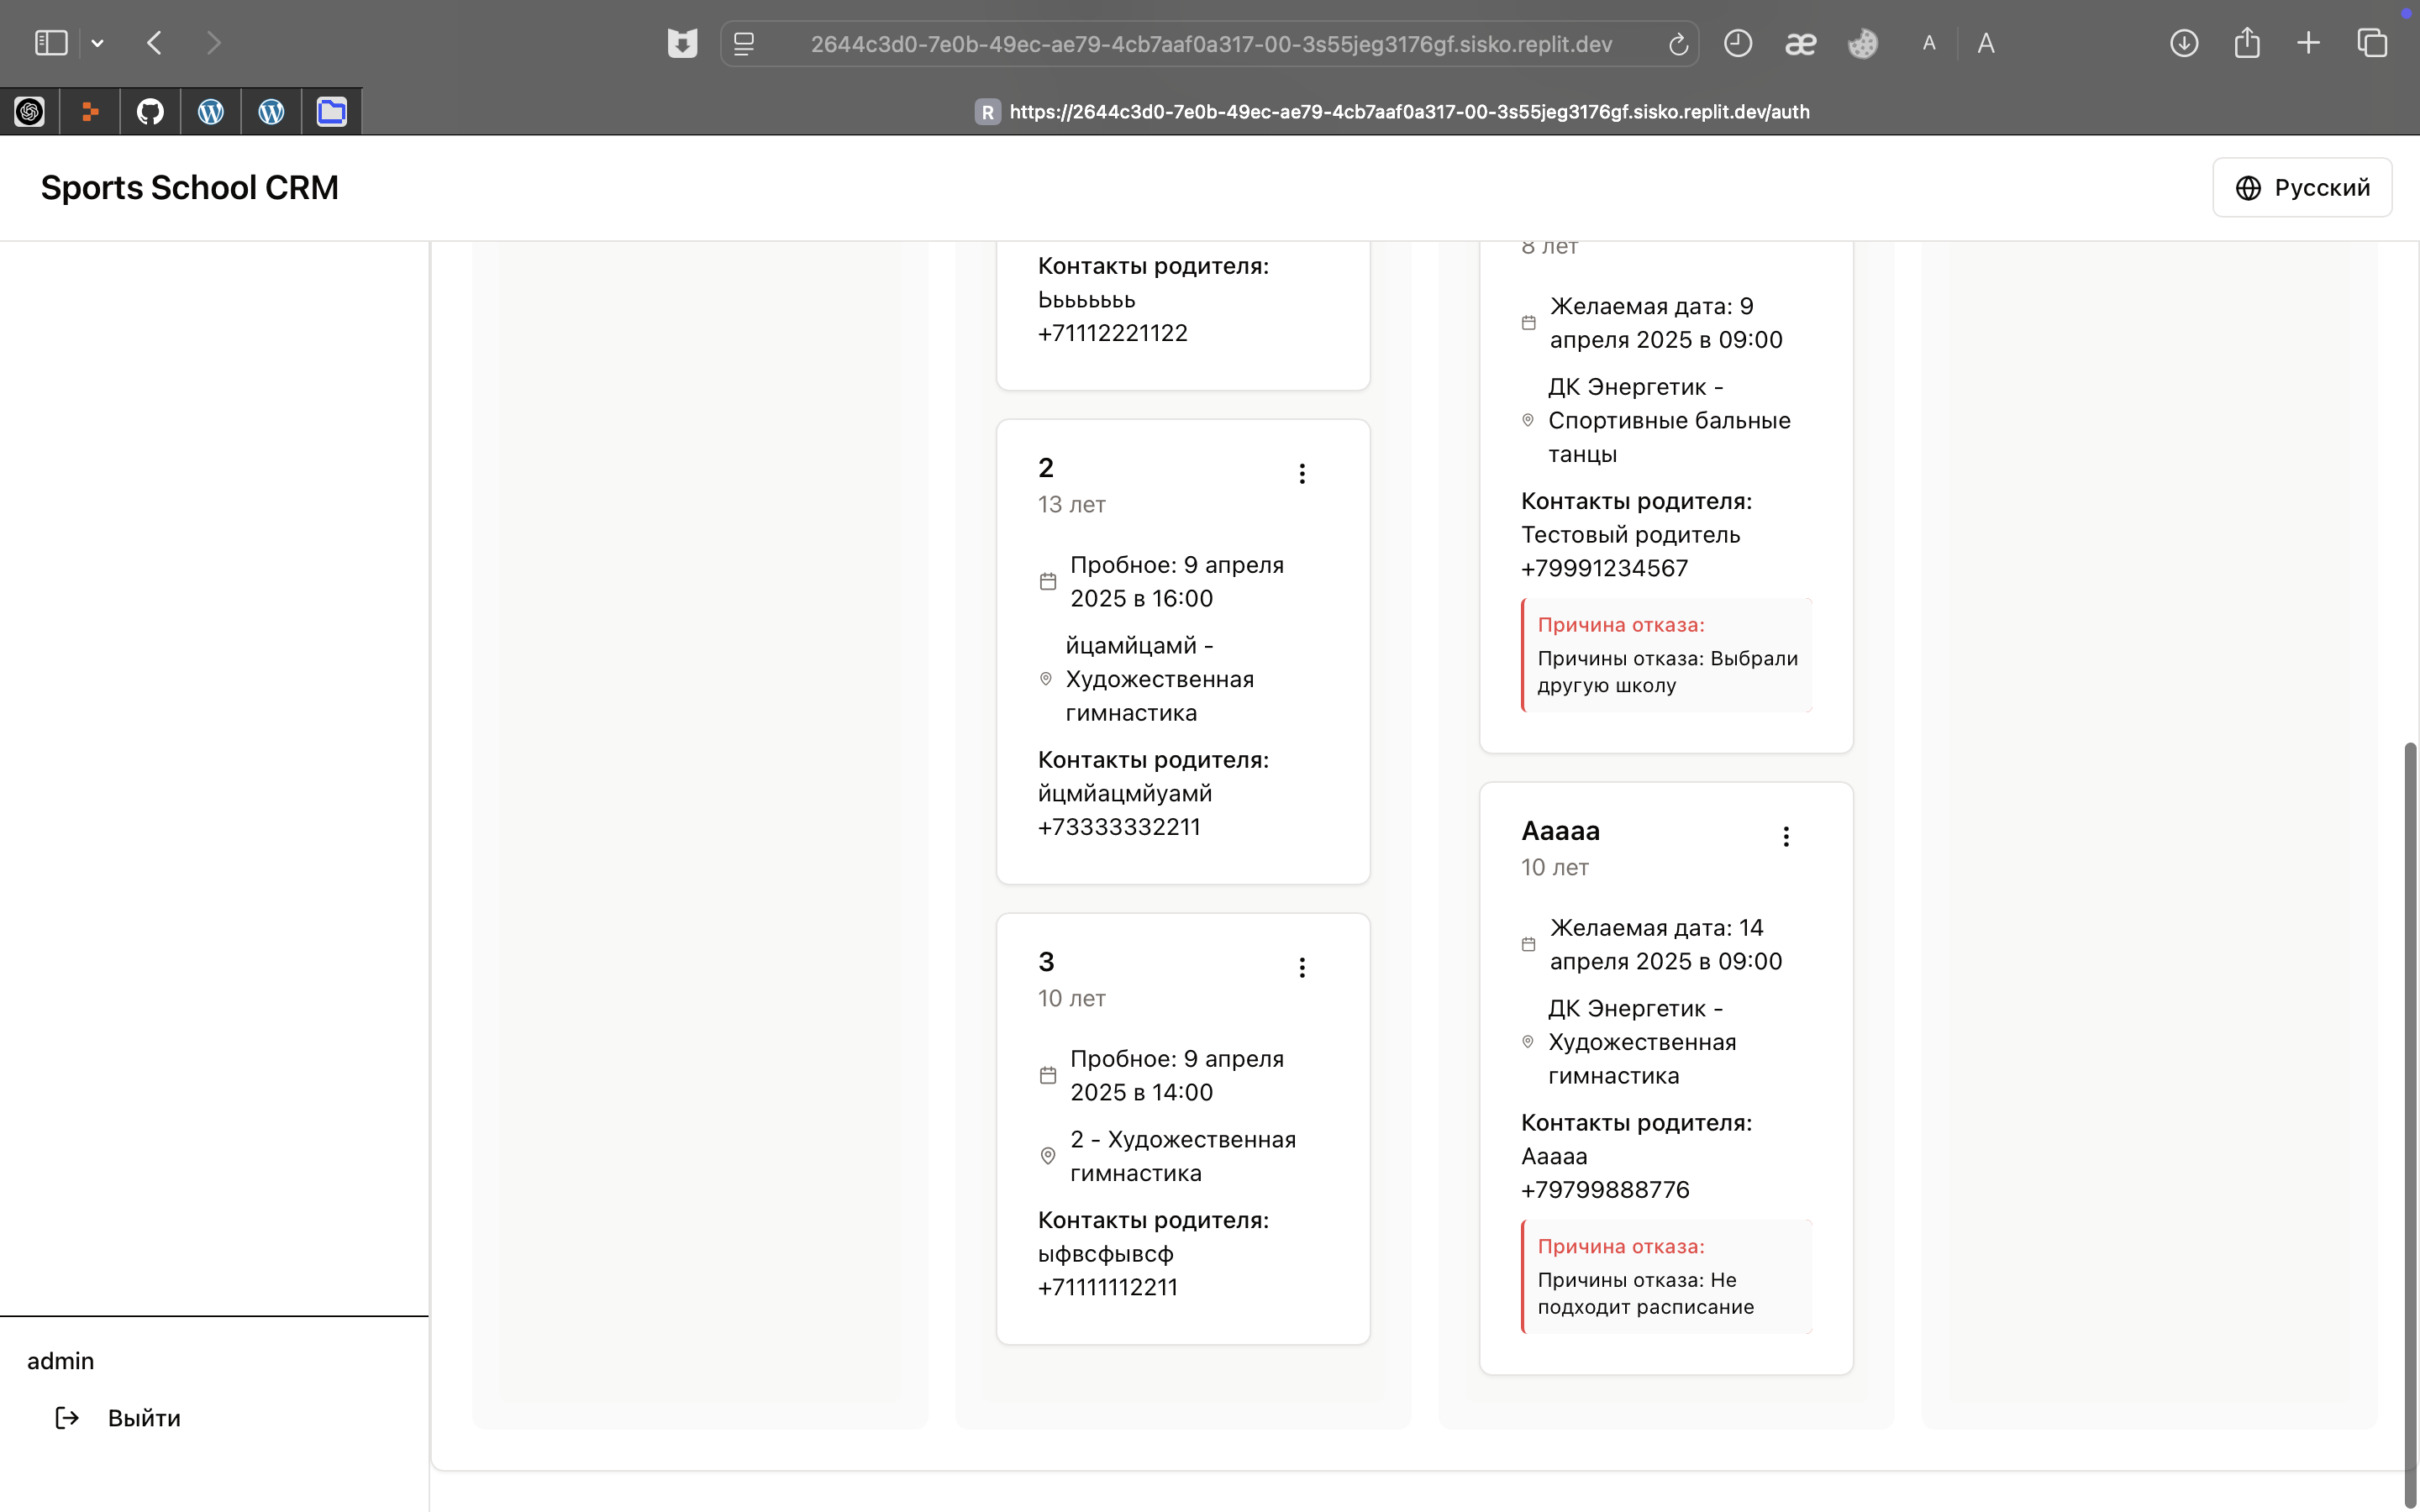 2644c3d0-7e0b-49ec-ae79-4cb7aaf0a317-00-3s55jeg3176gf.sisko.replit.dev
æ
A
A
R https://2644c3d0-7e0b-49ec-ae79-4cb7aaf0a317-00-3s55jeg3176gf.sisko.replit.dev/auth
Sports School CRM
Русский
Контакты родителя:
Ььььььь
+71112221122
2
13 лет
Пробное: 9 апреля
2025 в 16:00
йцамйцамй -
Художественная
гимнастика
Контакты родителя:
йцмйацмйуамй
+73333332211
3
10 лет
Пробное: 9 апреля
2025 в 14:00
2 - Художественная
гимнастика
Контакты родителя:
ыфвсфывсф
+71111112211
8 лет
Желаемая дата: 9
апреля 2025 в 09:00
ДК Энергетик -
Спортивные бальные
танцы
Контакты родителя:
Тестовый родитель
+79991234567
Причина отказа:
Причины отказа: Выбрали
другую школу
Ааааа
10 лет
Желаемая дата: 14
апреля 2025 в 09:00
ДК Энергетик -
Художественная
гимнастика
Контакты родителя:
Ааааа
+79799888776
Причина отказа:
Причины отказа: Не
подходит расписание
admin
Выйти